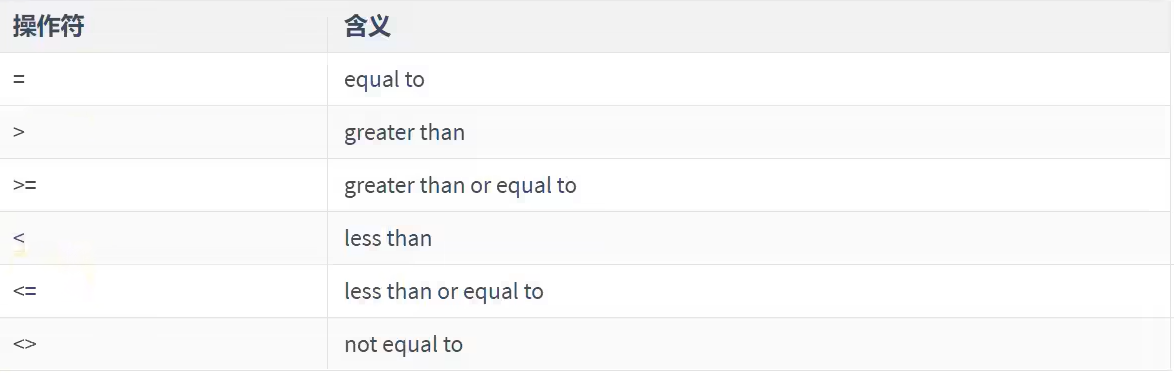 操作符 含义
= equal to
> greater than
>= greater than or equal to
< less than
<= less than or equal to
<> not equal to